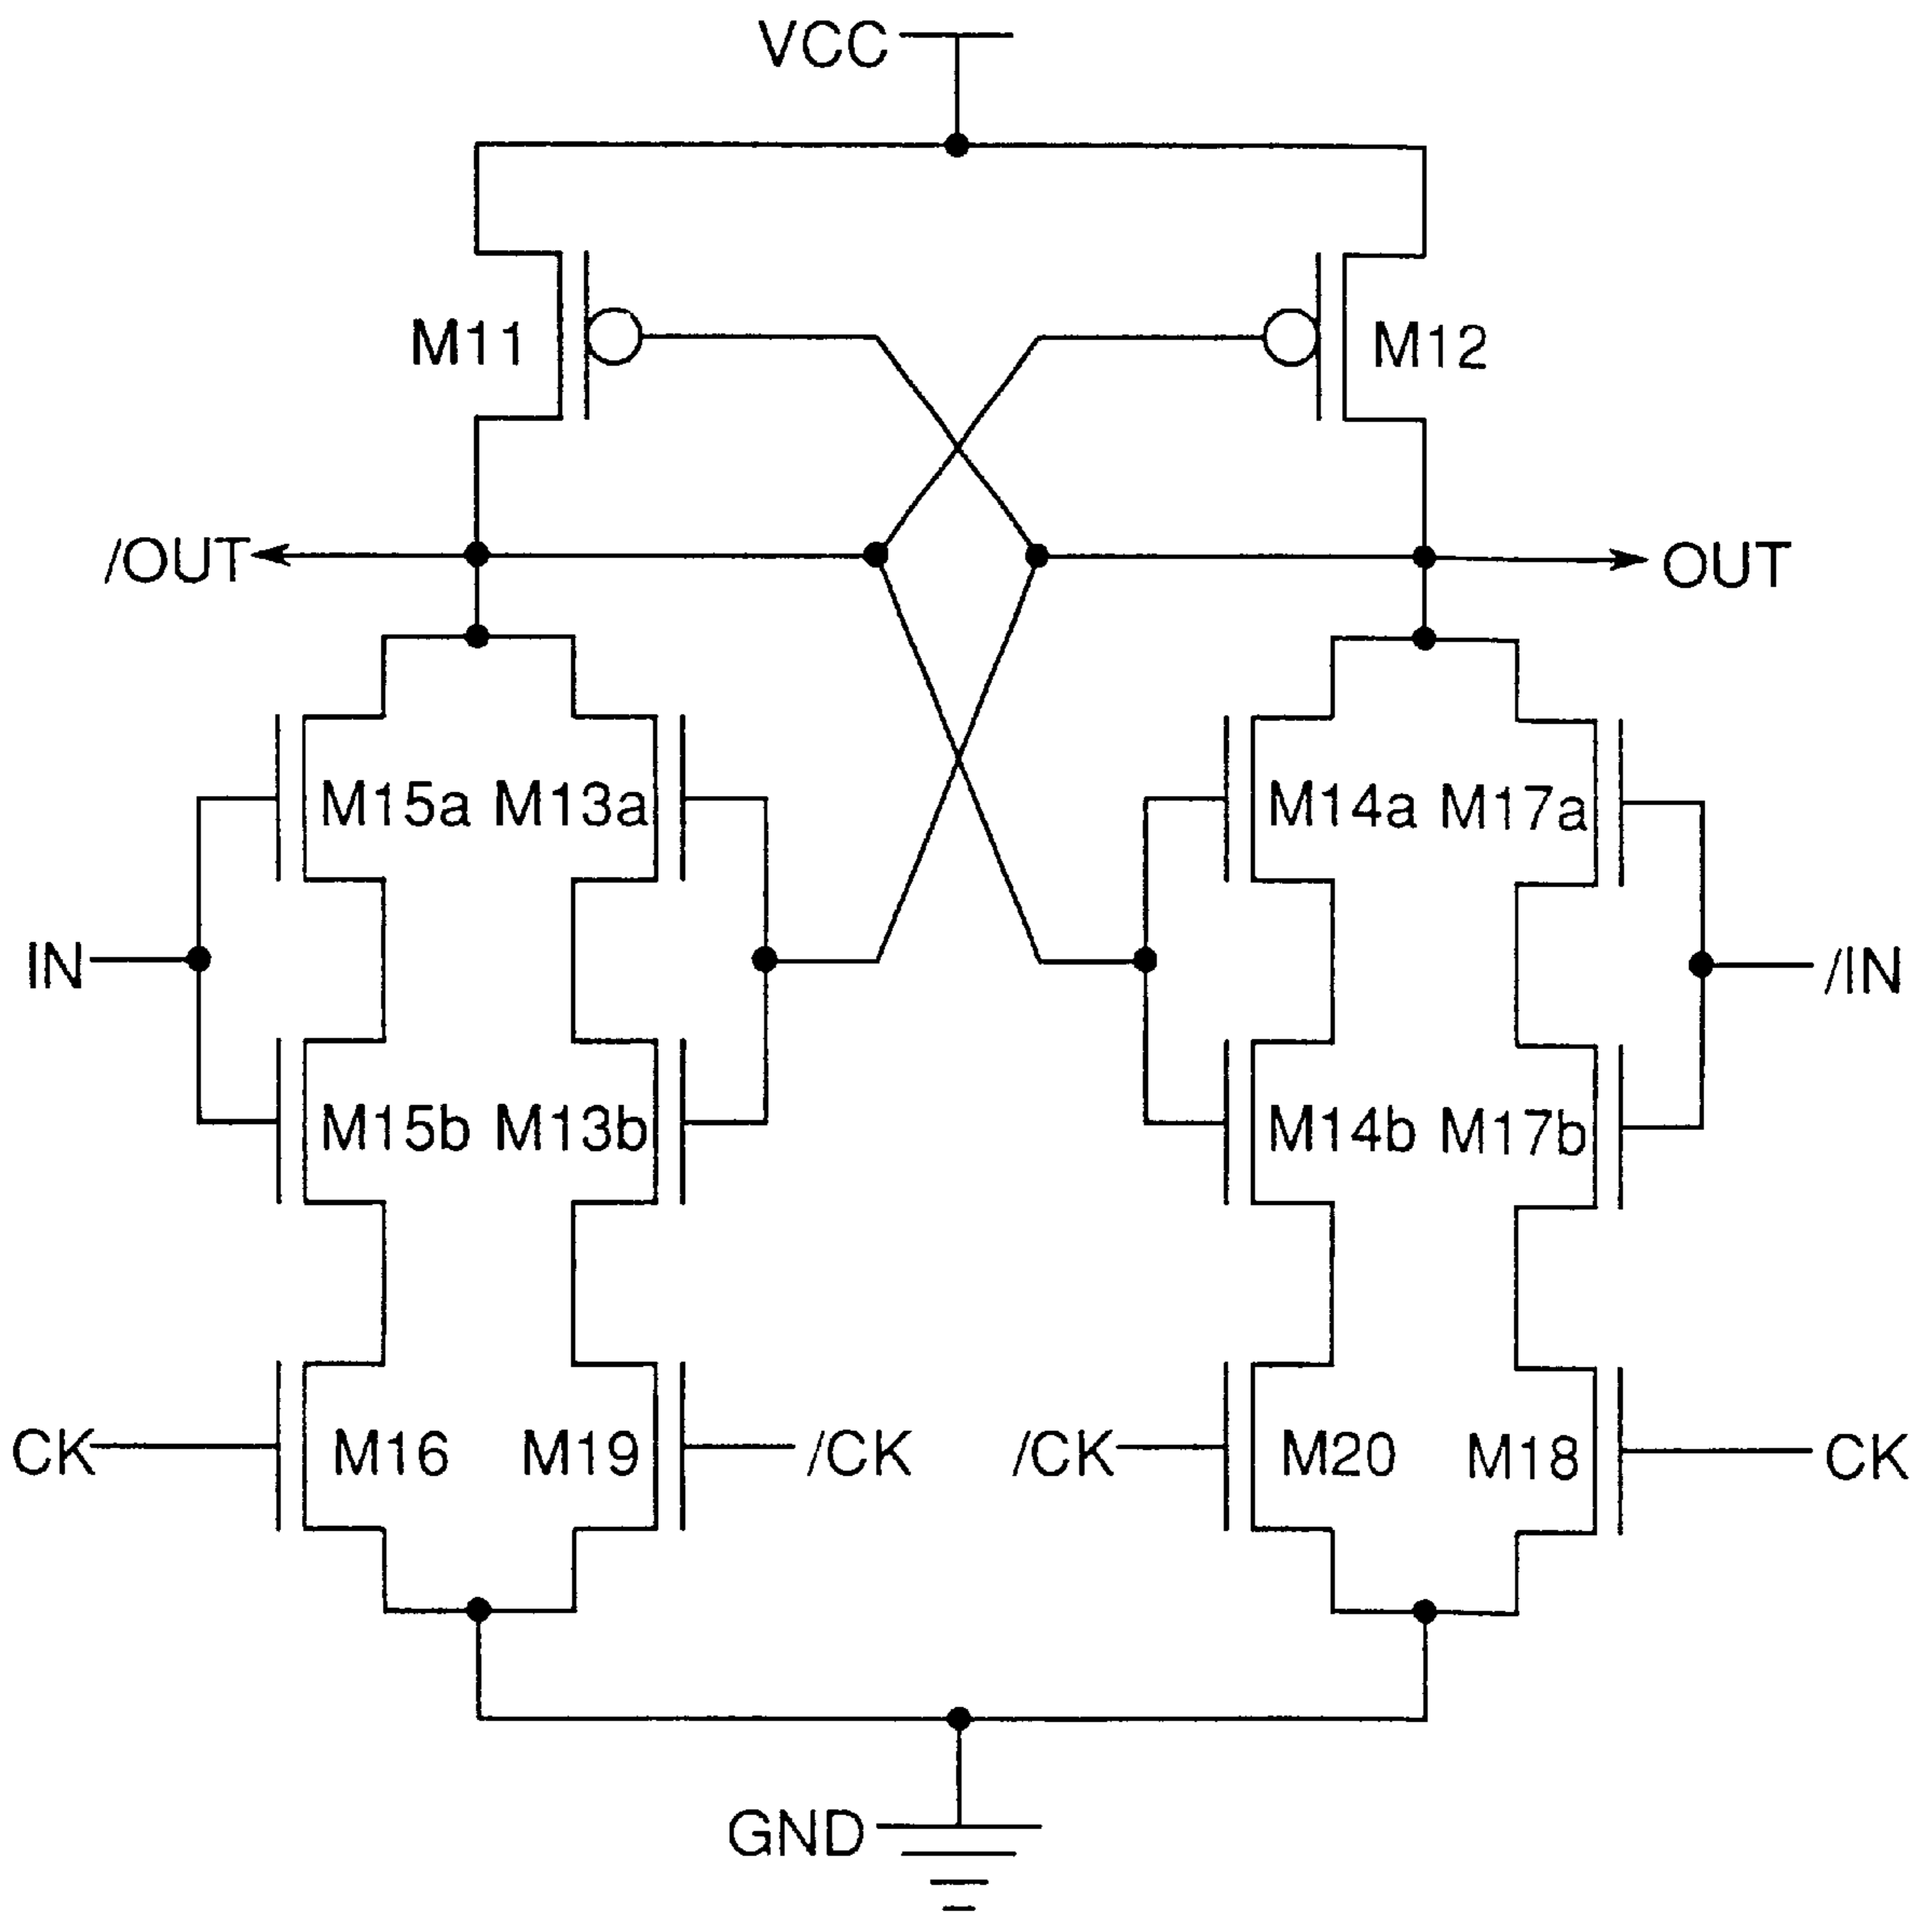 VCC
M11
M12
/OUT
OUT
M15a M13a
M14a M17a
IN
/IN
M15b M13b
M14b M17b
CK
M16
M19
/CK
/CK
M20
M18
CK
GND